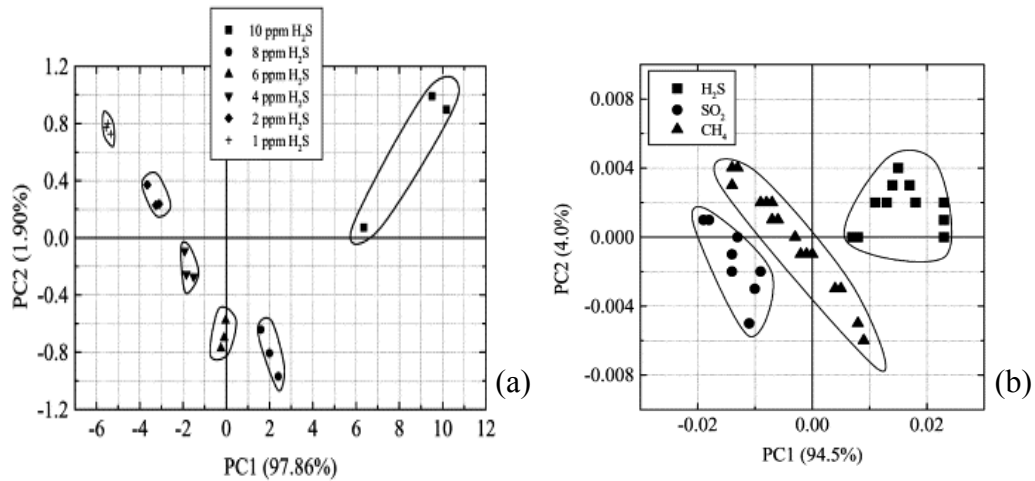 10 ppm H₂S
8 ppm H₂S
6 ppm H₂S
4 ppm H₂S
2 ppm H₂S
1 ppm H₂S
1.2
0.8
0.4
0.0
-0.4
-0.8
-1.2
PC2 (1.90%)
-6 -4 -2 0 2 4 6 8 10 12
PC1 (97.86%)
(a)
H₂S
SO₂
CH₄
0.008
0.004
0.000
-0.004
-0.008
PC2 (4.0%)
-0.02 0.00 0.02
PC1 (94.5%)
(b)